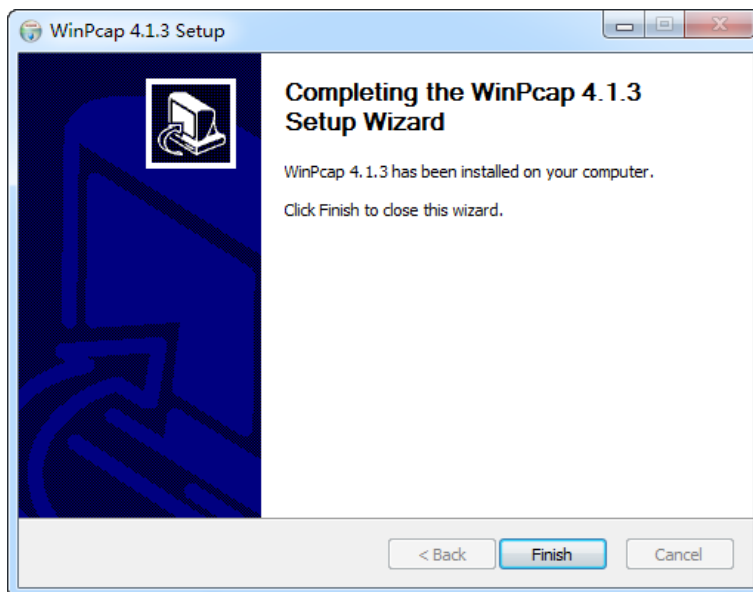 WinPcap 4.1.3 Setup
Completing the WinPcap 4.1.3
Setup Wizard
WinPcap 4.1.3 has been installed on your computer.
Click Finish to close this wizard.
< Back
Finish
Cancel